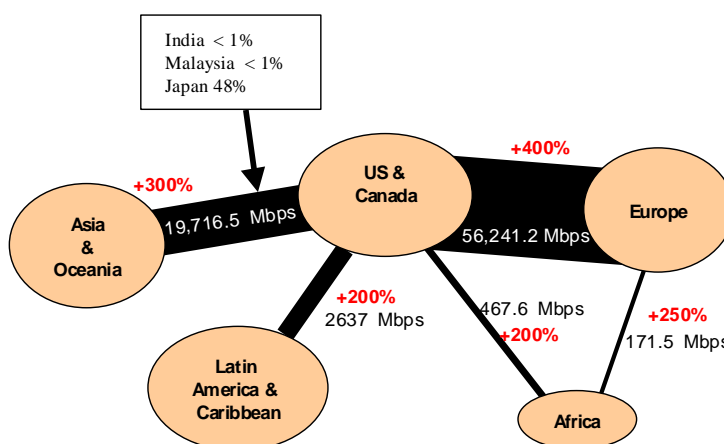 India < 1%
Malaysia < 1%
Japan 48%
+400%
+300%
US &
Canada
19,716.5 Mbps
Asia
&
Oceania
Europe
56,241.2 Mbps
+200%
2637 Mbps
467.6 Mbps
+200%
+250%
171.5 Mbps
Latin
America &
Caribbean
Africa